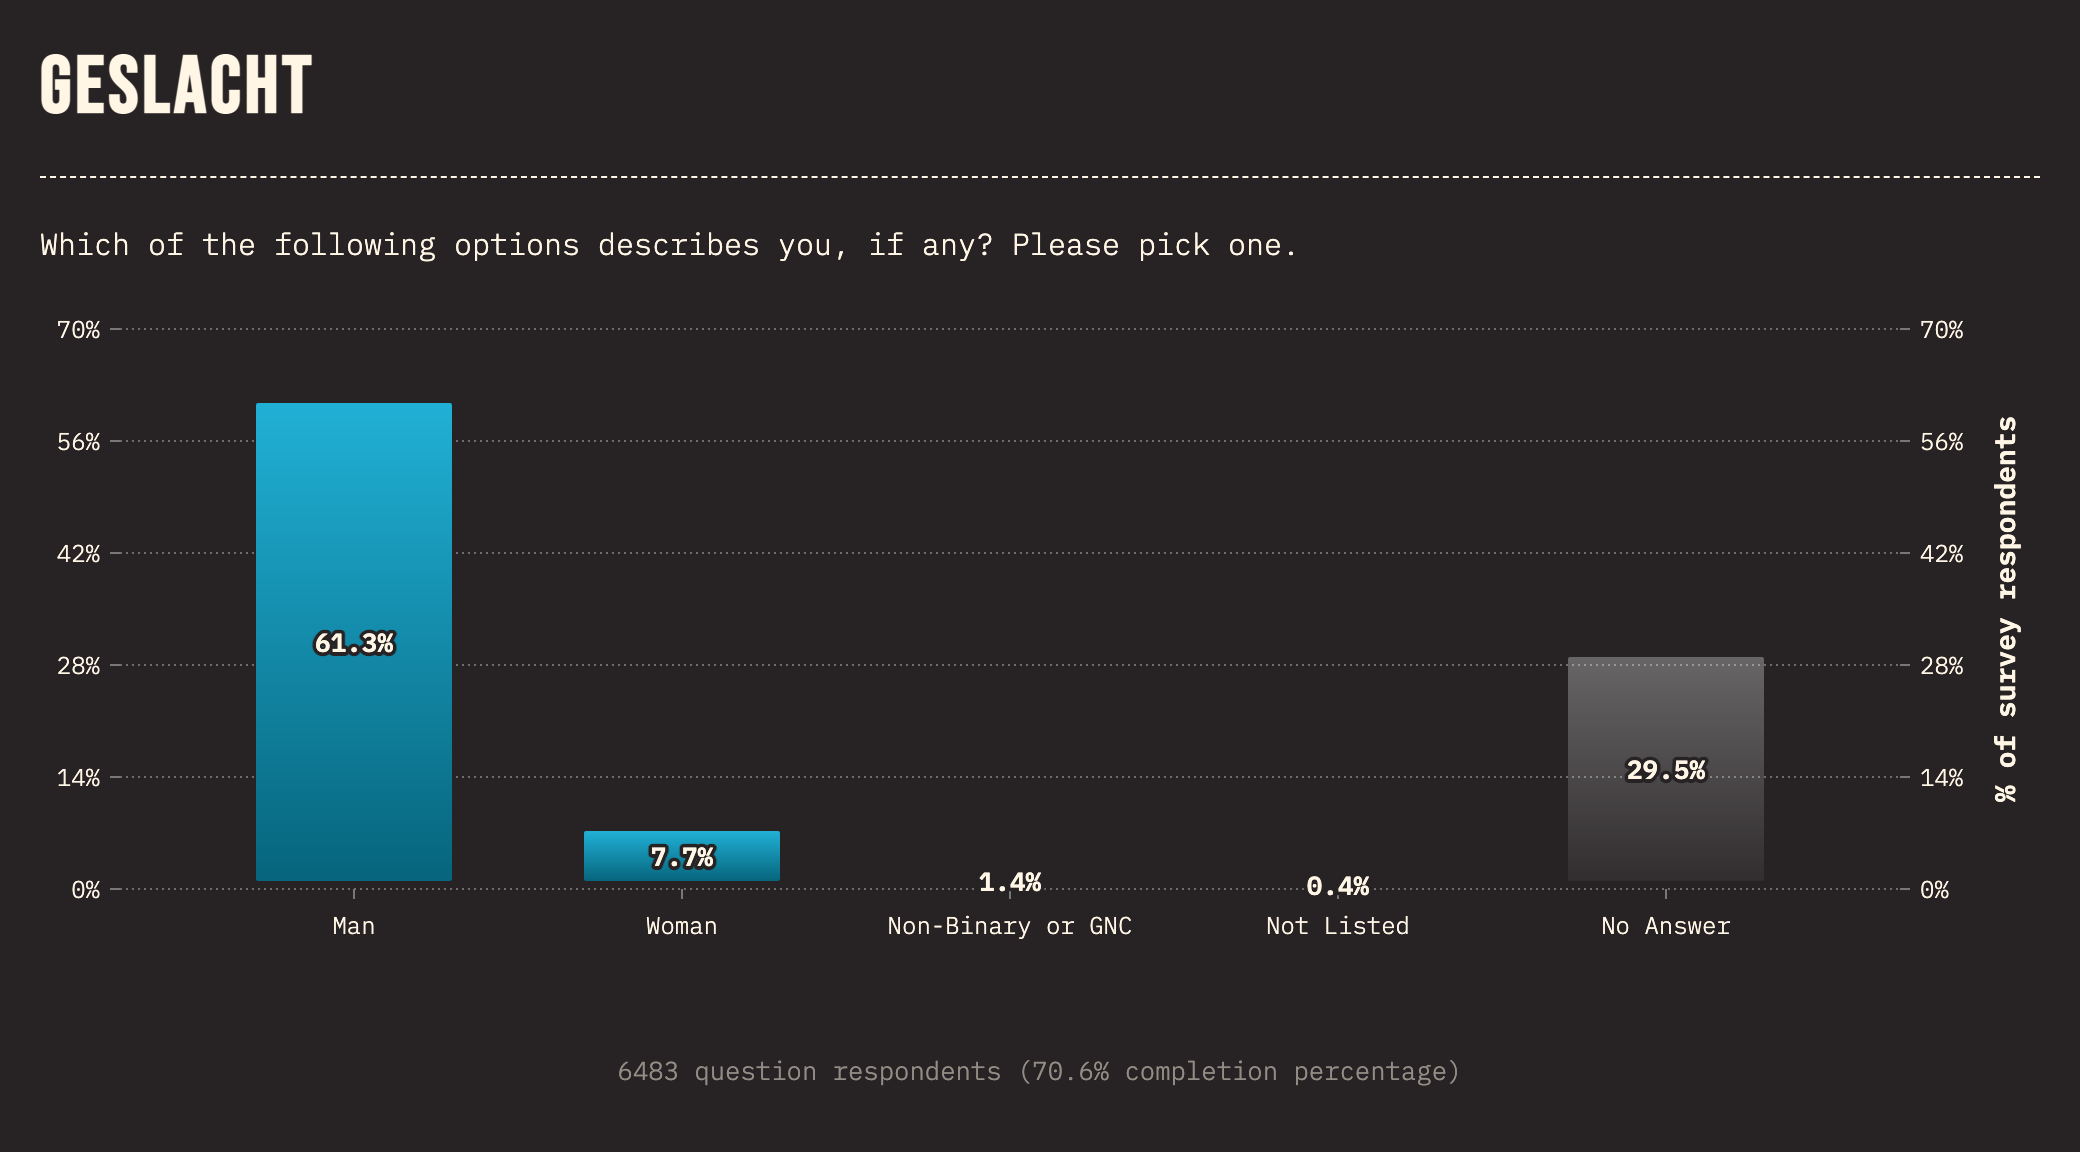 GESLACHT
Which of the following options describes you, if any? Please pick one.
70% 70%
56% 56%
42% 42%
28% 28%
14% 14%
0% 0%
61.3%
7.7%
1.4%
0.4%
29.5%
Man Woman Non-Binary or GNC Not Listed No Answer
% of survey respondents
6483 question respondents (70.6% completion percentage)